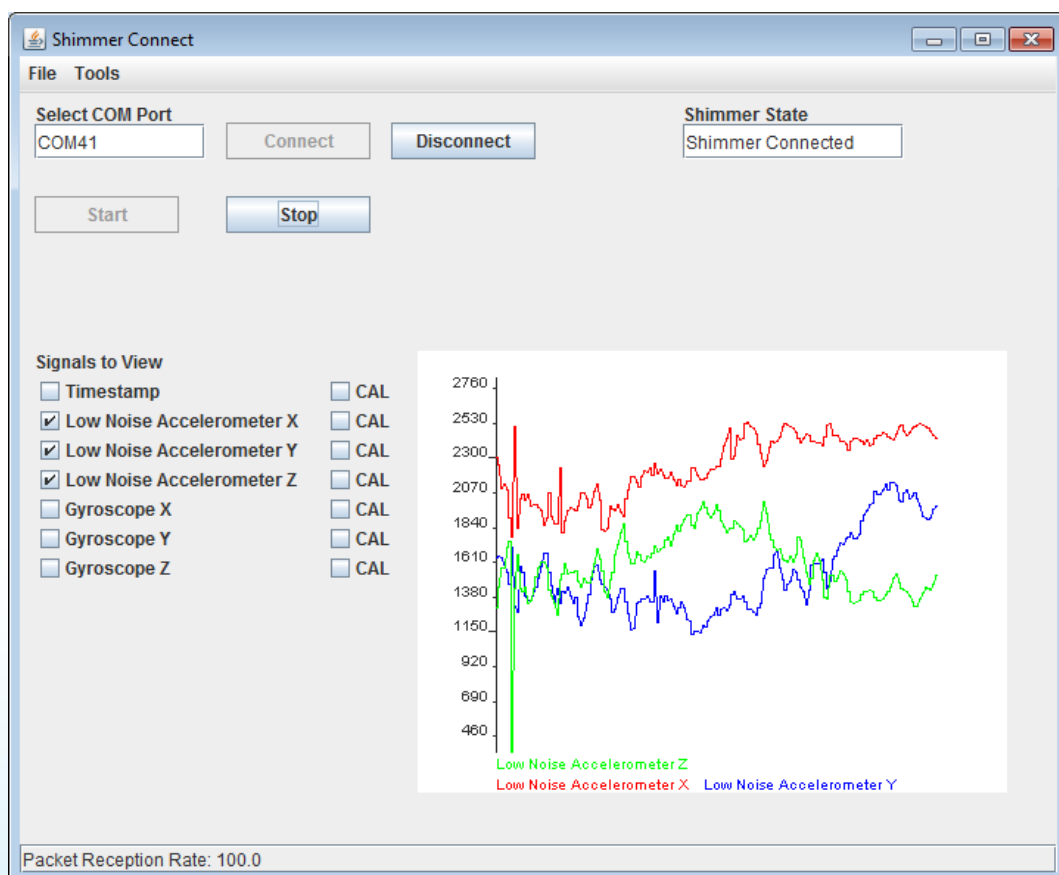 Shimmer Connect
File Tools
Select COM Port
Shimmer State
COM41
Connect
Disconnect
Shimmer Connected
Start
Stop
Signals to View
Timestamp CAL
Low Noise Accelerometer X CAL
Low Noise Accelerometer Y CAL
Low Noise Accelerometer Z CAL
Gyroscope X CAL
Gyroscope Y CAL
Gyroscope Z CAL
2760
2530
2300
2070
1840
1610
1380
1150
920
690
460
Low Noise Accelerometer Z
Low Noise Accelerometer X Low Noise Accelerometer Y
Packet Reception Rate: 100.0